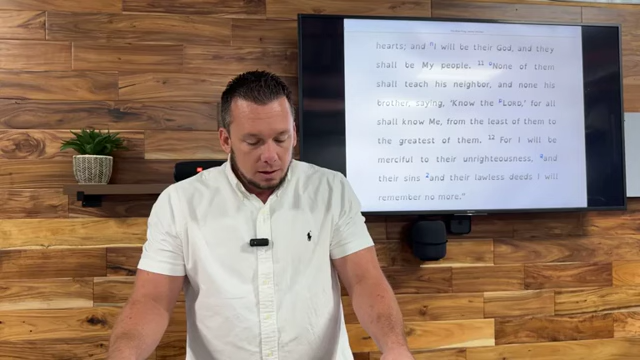 hearts; and I will be their God, and they
shall be My people. 11 None of them
shall teach his neighbor, and none his
brother, saying, 'Know the LORD,' for all
shall know Me, from the least of them to
the greatest of them. 12 For I will be
merciful to their unrighteousness, and
their sins and their lawless deeds I will
remember no more."